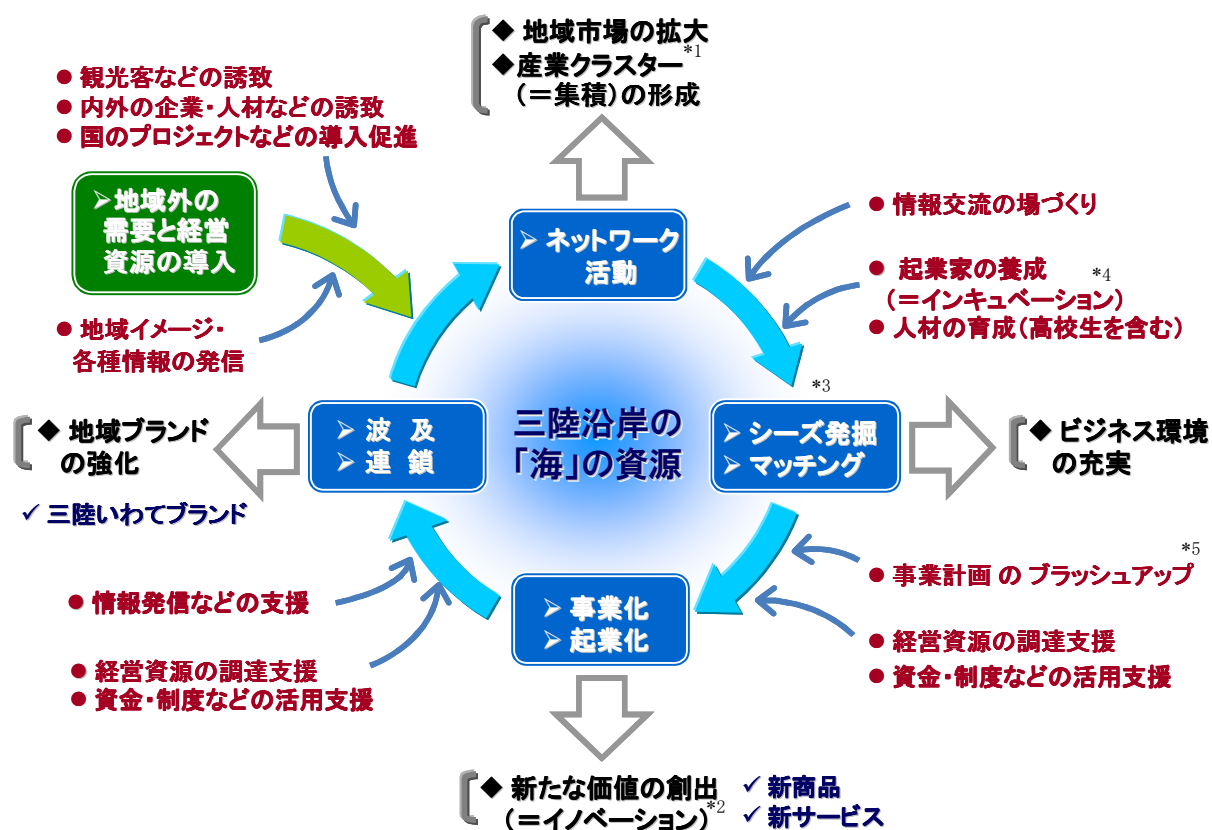 ◆ 地域市場の拡大
◆産業クラスター*1
（＝集積）の形成
● 観光客などの誘致
● 内外の企業・人材などの誘致
● 国のプロジェクトなどの導入促進
➢地域外の
需要と経営
資源の導入
➢ ネットワーク
活動
● 情報交流の場づくり
● 起業家の養成 *4
（＝インキュベーション）
● 人材の育成（高校生を含む）
● 地域イメージ・
各種情報の発信
*3
◆ 地域ブランド
の強化
✓ 三陸いわてブランド
➢ 波 及
➢ 連 鎖
三陸沿岸の
「海」の資源
➢ シーズ発掘
➢ マッチング
◆ ビジネス環境
の充実
*5
● 事業計画 の ブラッシュアップ
● 情報発信などの支援
➢ 事業化
➢ 起業化
● 経営資源の調達支援
● 資金・制度などの活用支援
● 経営資源の調達支援
● 資金・制度などの活用支援
◆ 新たな価値の創出
（＝イノベーション）*2
✓ 新商品
✓ 新サービス